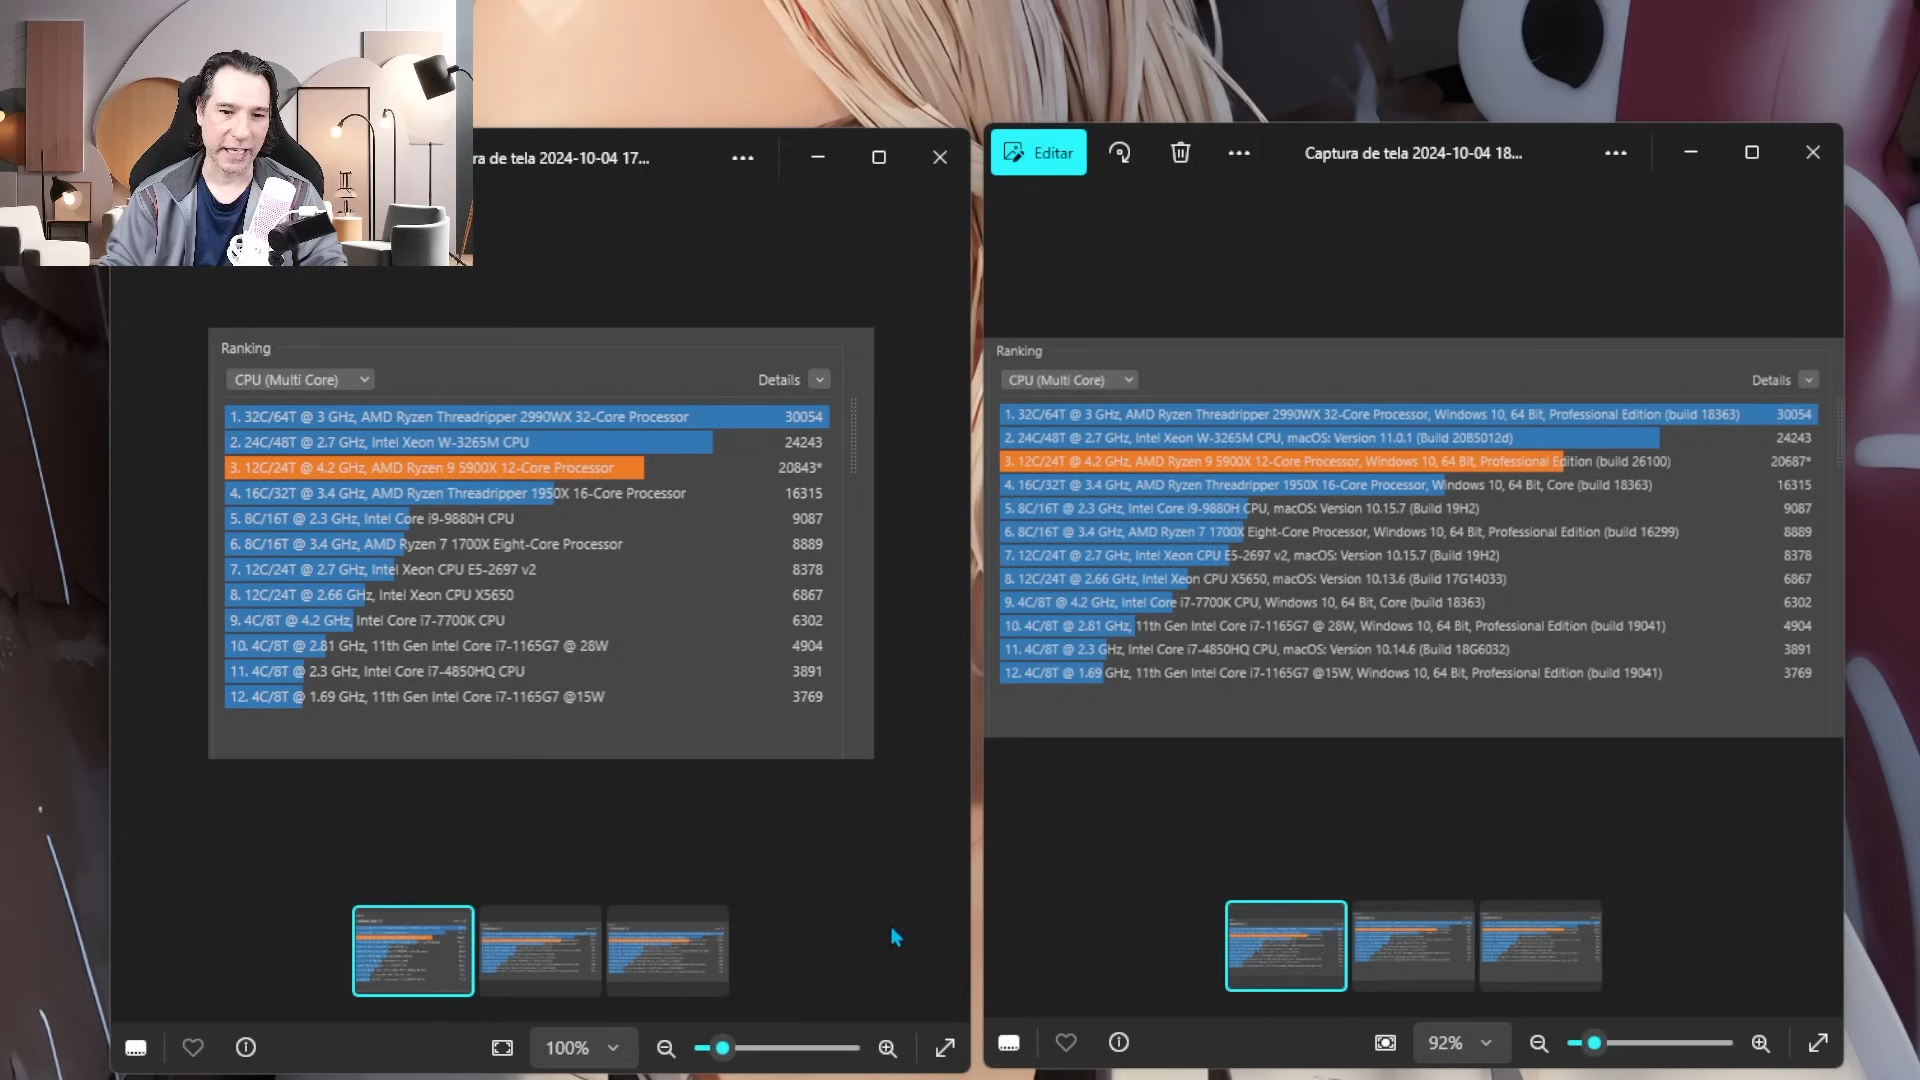 ra de tela 2024-10-04 17...
Ranking
CPU (Multi Core)
Details
1. 32C/64T @ 3 GHz, AMD Ryzen Threadripper 2990WX 32-Core Processor 30054
2. 24C/48T @ 2.7 GHz, Intel Xeon W-3265M CPU 24243
3. 12C/24T @ 4.2 GHz, AMD Ryzen 9 5900X 12-Core Processor 20843*
4. 16C/32T @ 3.4 GHz, AMD Ryzen Threadripper 1950X 16-Core Processor 16315
5. 8C/16T @ 2.3 GHz, Intel Core i9-9880H CPU 9087
6. 8C/16T @ 3.4 GHz, AMD Ryzen 7 1700X Eight-Core Processor 8889
7. 12C/24T @ 2.7 GHz, Intel Xeon CPU E5-2697 v2 8378
8. 12C/24T @ 2.66 GHz, Intel Xeon CPU X5650 6867
9. 4C/8T @ 4.2 GHz, Intel Core i7-7700K CPU 6302
10. 4C/8T @ 2.81 GHz, 11th Gen Intel Core i7-1165G7 @ 28W 4904
11. 4C/8T @ 2.3 GHz, Intel Core i7-4850HQ CPU 3891
12. 4C/8T @ 1.69 GHz, 11th Gen Intel Core i7-1165G7 @15W 3769
100%
Editar
Captura de tela 2024-10-04 18...
Ranking
CPU (Multi Core)
Details
1. 32C/64T @ 3 GHz, AMD Ryzen Threadripper 2990WX 32-Core Processor, Windows 10, 64 Bit, Professional Edition (build 18363) 30054
2. 24C/48T @ 2.7 GHz, Intel Xeon W-3265M CPU, macOS: Version 11.0.1 (Build 20B5012d) 24243
3. 12C/24T @ 4.2 GHz, AMD Ryzen 9 5900X 12-Core Processor, Windows 10, 64 Bit, Professional Edition (build 26100) 20687*
4. 16C/32T @ 3.4 GHz, AMD Ryzen Threadripper 1950X 16-Core Processor, Windows 10, 64 Bit, Core (build 18363) 16315
5. 8C/16T @ 2.3 GHz, Intel Core i9-9880H CPU, macOS: Version 10.15.7 (Build 19H2) 9087
6. 8C/16T @ 3.4 GHz, AMD Ryzen 7 1700X Eight-Core Processor, Windows 10, 64 Bit, Professional Edition (build 16299) 8889
7. 12C/24T @ 2.7 GHz, Intel Xeon CPU E5-2697 v2, macOS: Version 10.15.7 (Build 19H2) 8378
8. 12C/24T @ 2.66 GHz, Intel Xeon CPU X5650, macOS: Version 10.13.6 (Build 17G14033) 6867
9. 4C/8T @ 4.2 GHz, Intel Core i7-7700K CPU, Windows 10, 64 Bit, Core (build 18363) 6302
10. 4C/8T @ 2.81 GHz, 11th Gen Intel Core i7-1165G7 @ 28W, Windows 10, 64 Bit, Professional Edition (build 19041) 4904
11. 4C/8T @ 2.3 GHz, Intel Core i7-4850HQ CPU, macOS: Version 10.14.6 (Build 18G6032) 3891
12. 4C/8T @ 1.69 GHz, 11th Gen Intel Core i7-1165G7 @15W, Windows 10, 64 Bit, Professional Edition (build 19041) 3769
92%